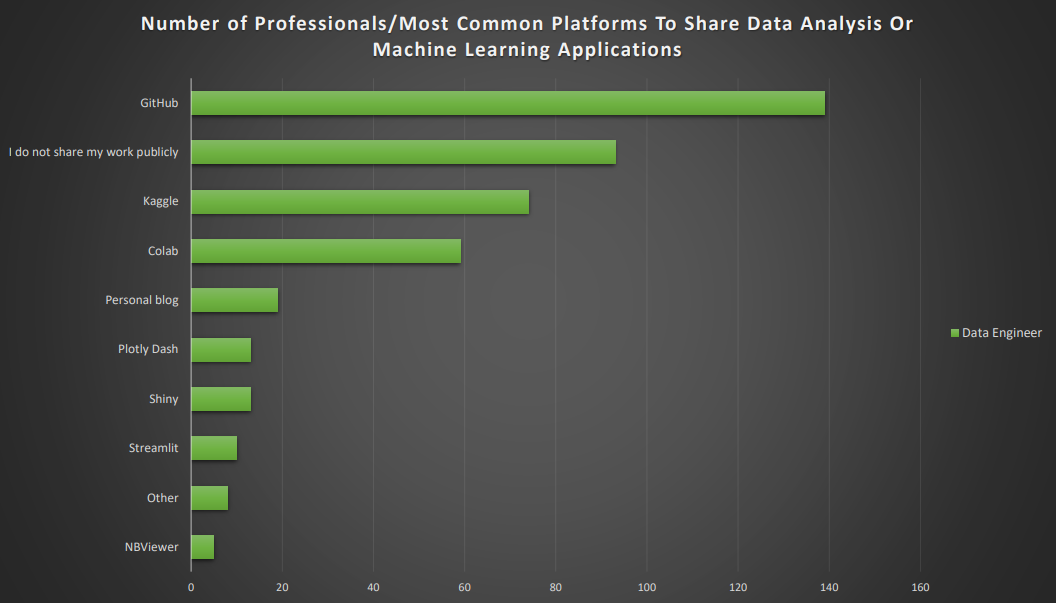 Number of Professionals/Most Common Platforms To Share Data Analysis Or
Machine Learning Applications
GitHub
I do not share my work publicly
Kaggle
Colab
Personal blog
Plotly Dash
Shiny
Streamlit
Other
NBViewer
0 20 40 60 80 100 120 140 160
Data Engineer